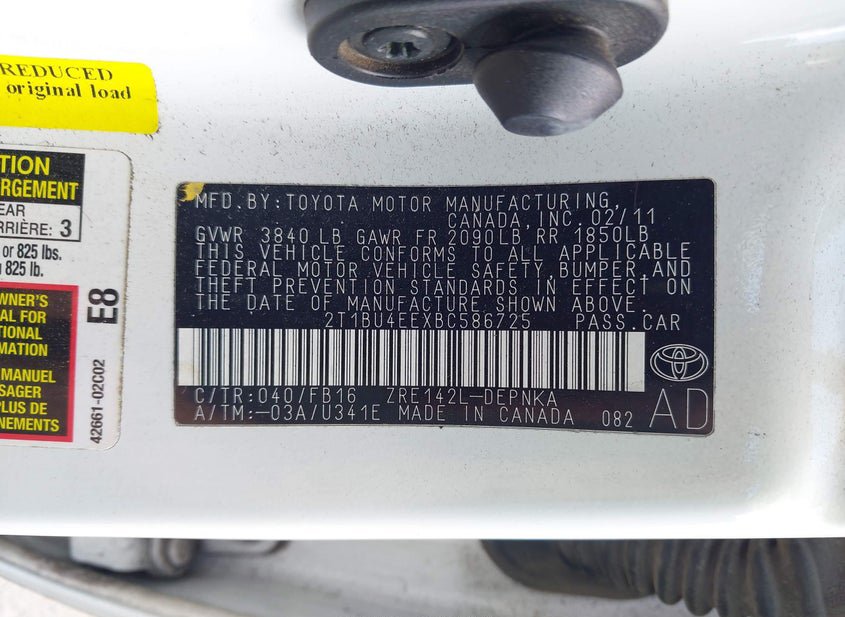 REDUCED
original load
TION
RGEMENT
EAR
RRIÈRE: 3
or 825 lbs.
825 lb.
WNER'S
AL FOR
TIONAL
MATION
MANUEL
SAGER
PLUS DE
NEMENTS
E8
42661-02C02
MFD. BY: TOYOTA MOTOR MANUFACTURING,
CANADA, INC. 02/11
GVWR 3840 LB GAWR FR 2090LB RR 1850LB
THIS VEHICLE CONFORMS TO ALL APPLICABLE
FEDERAL MOTOR VEHICLE SAFETY, BUMPER, AND
THEFT PREVENTION STANDARDS IN EFFECT ON
THE DATE OF MANUFACTURE SHOWN ABOVE.
2T1BU4EEXBC586725 PASS.CAR
C/TR: 040/FB16 ZRE142L-DEPNKA
A/TM: -03A/U341E MADE IN CANADA 082
AD